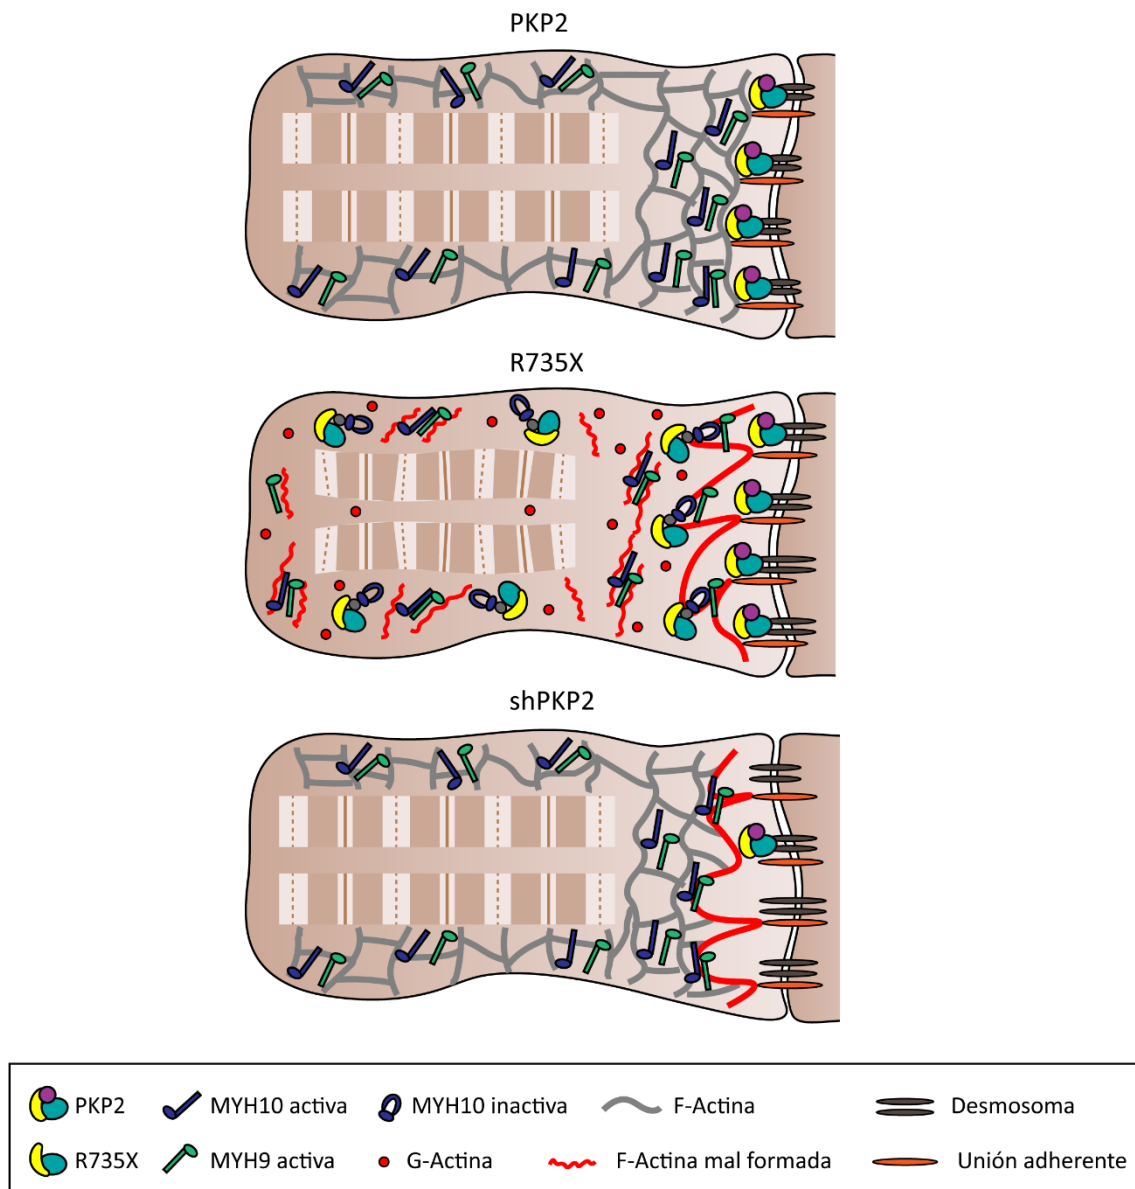 PKP2
R735X
shPKP2
PKP2 MYH10 activa MYH10 inactiva F-Actina Desmosoma
R735X MYH9 activa G-Actina F-Actina mal formada Unión adherente